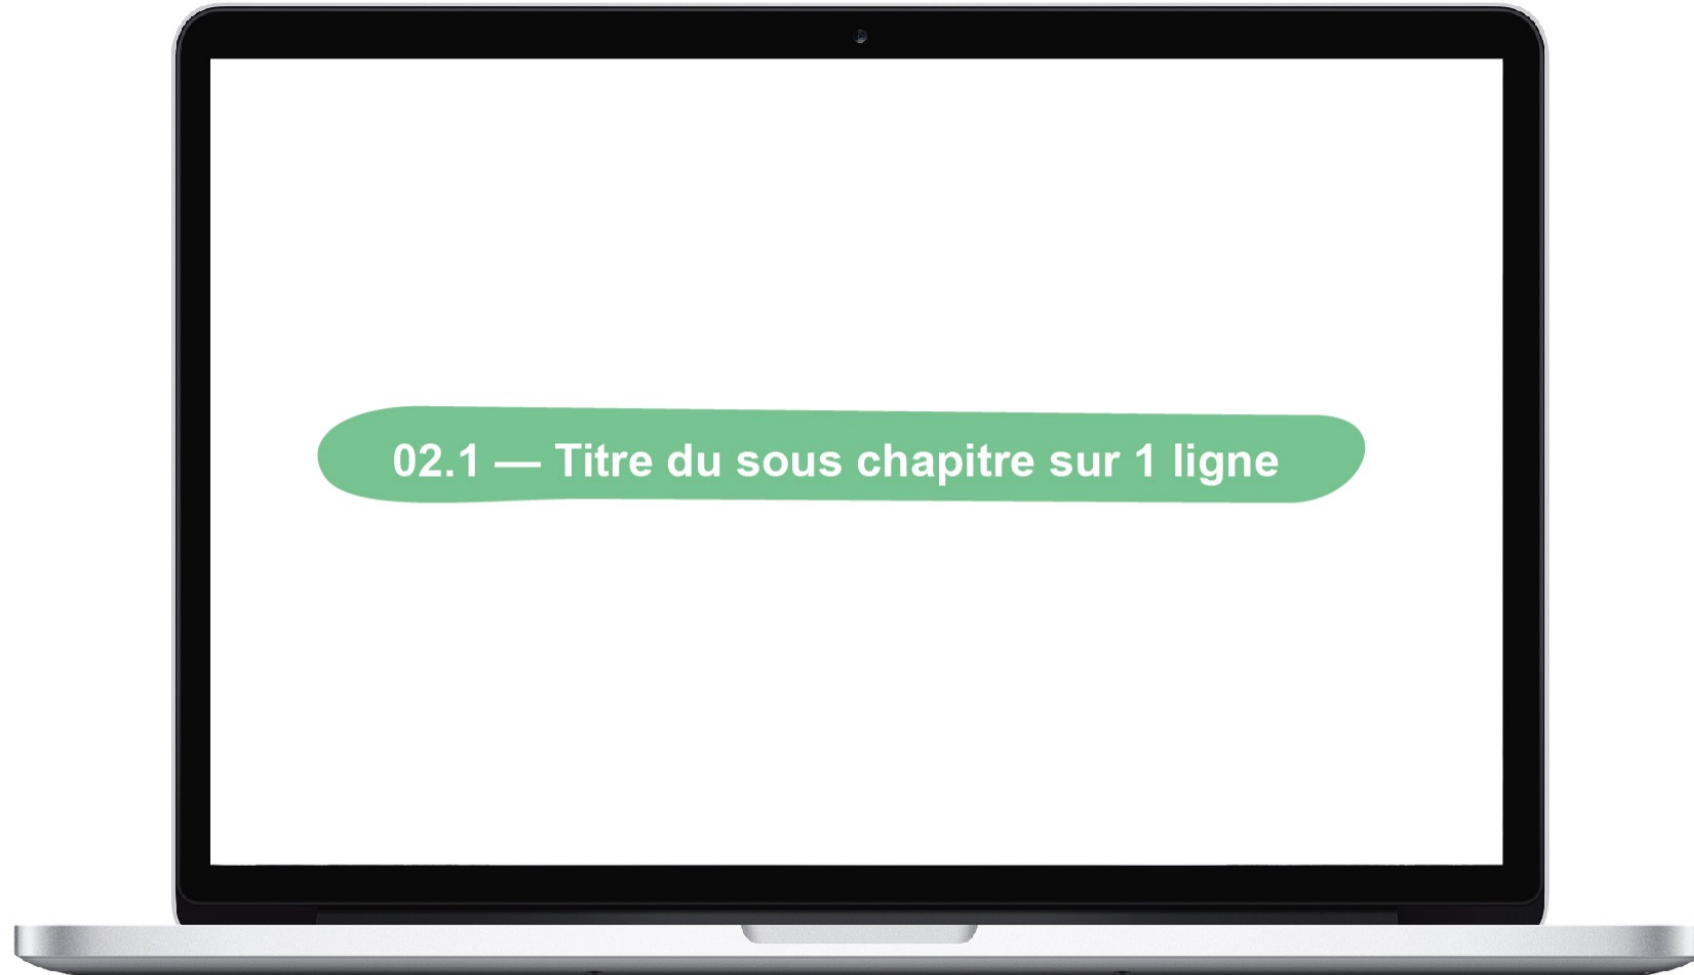 02.1 — Titre du sous chapitre sur 1 ligne